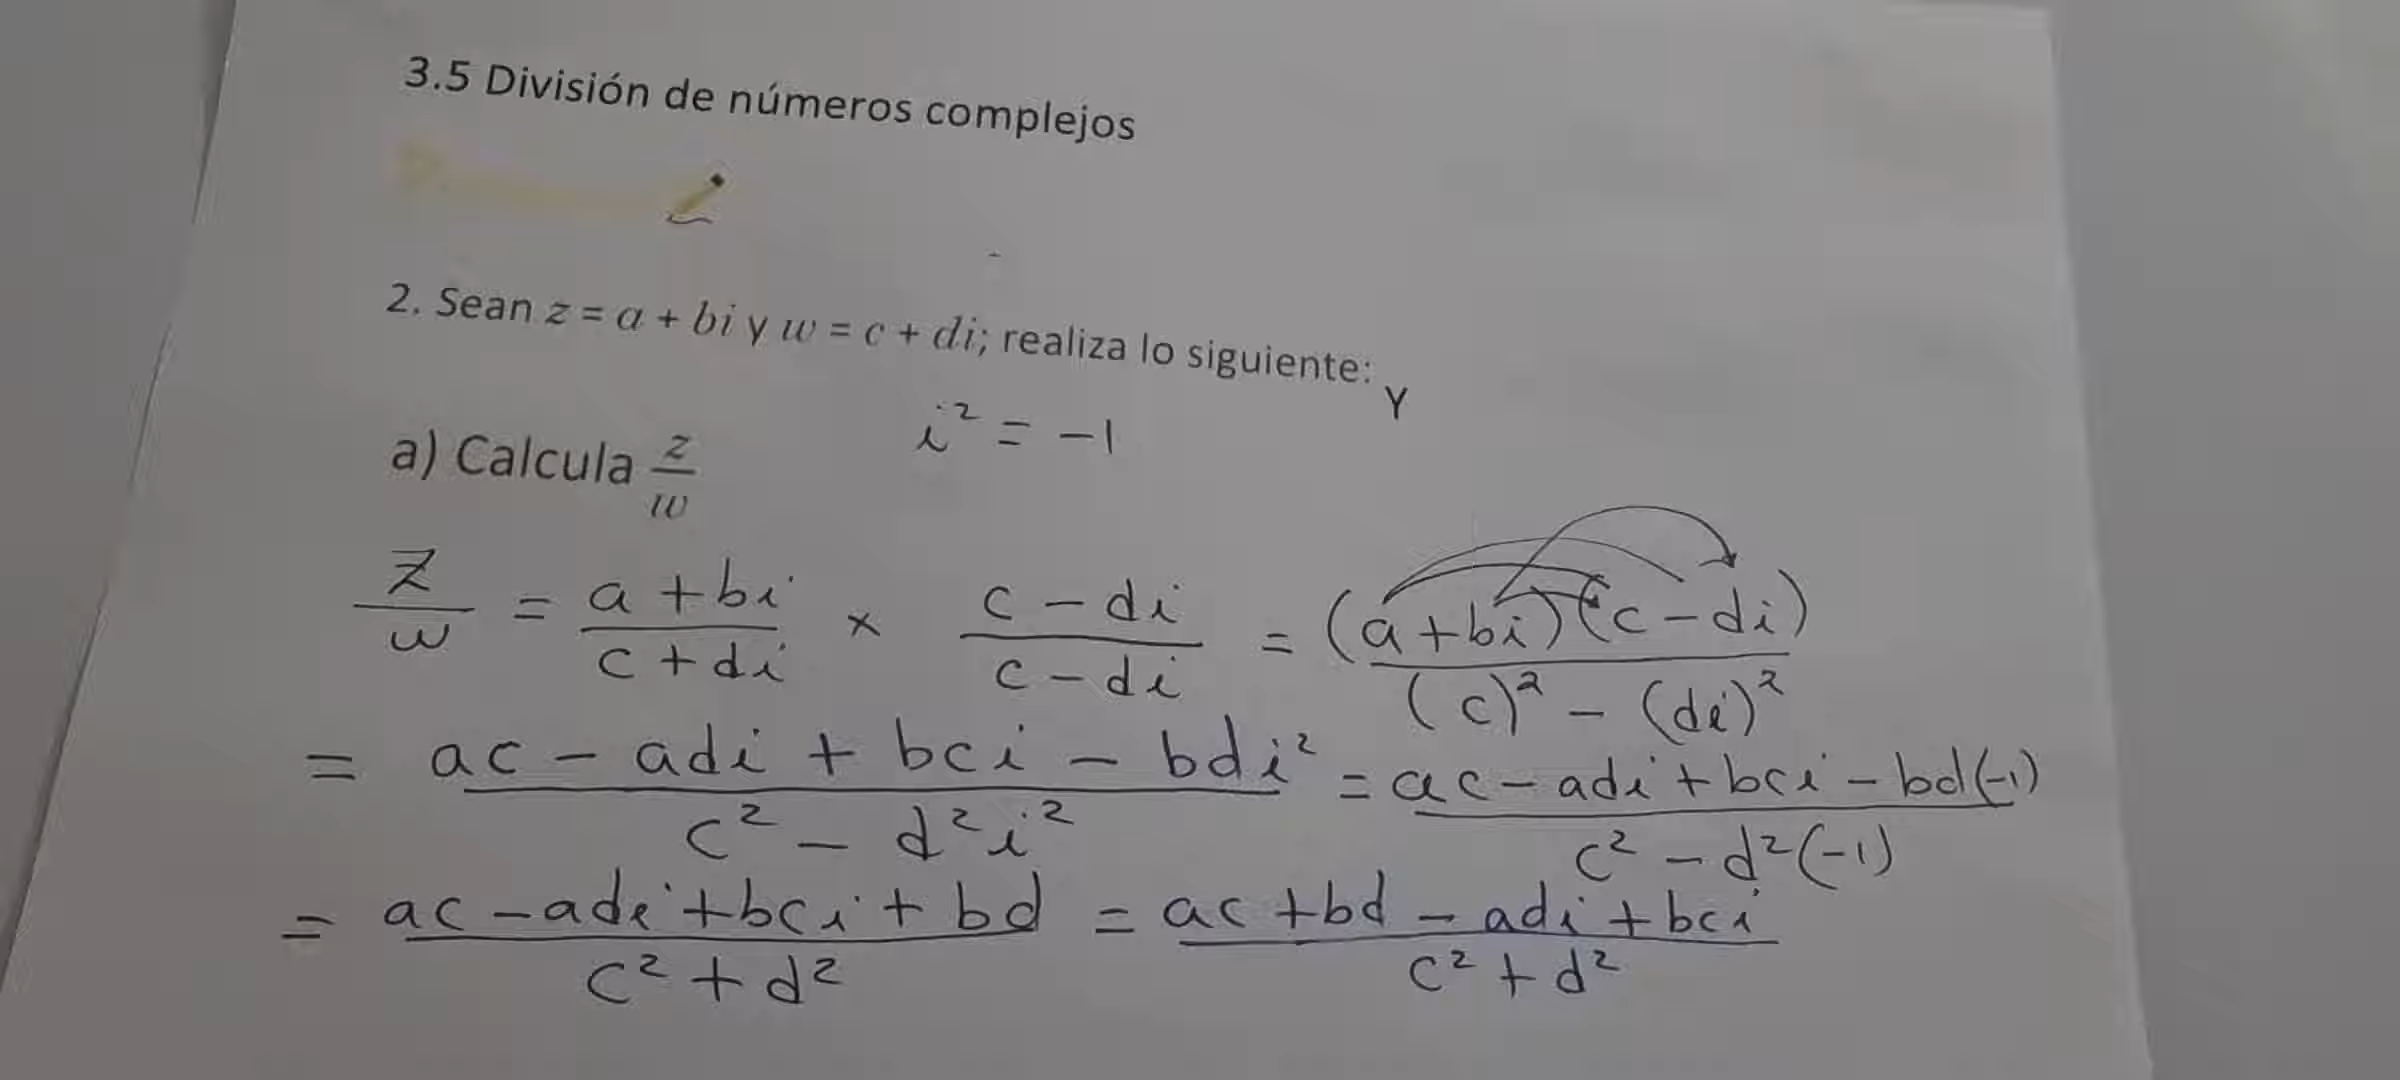 3.5 División de números complejos
2. Sean z = a + bi y w = c + di; realiza lo siguiente:
Y
i² = -1
a) Calcula z/w
z/w = a + bi/c + di × c - di/c - di = (a + bi)(c - di)/(c)² - (di)²
= ac - adi + bci - bdi²/c² - d²i² = ac - adi + bci - bd(-1)/c² - d²(-1)
= ac - adi + bci + bd/c² + d² = ac + bd - adi + bci/c² + d²